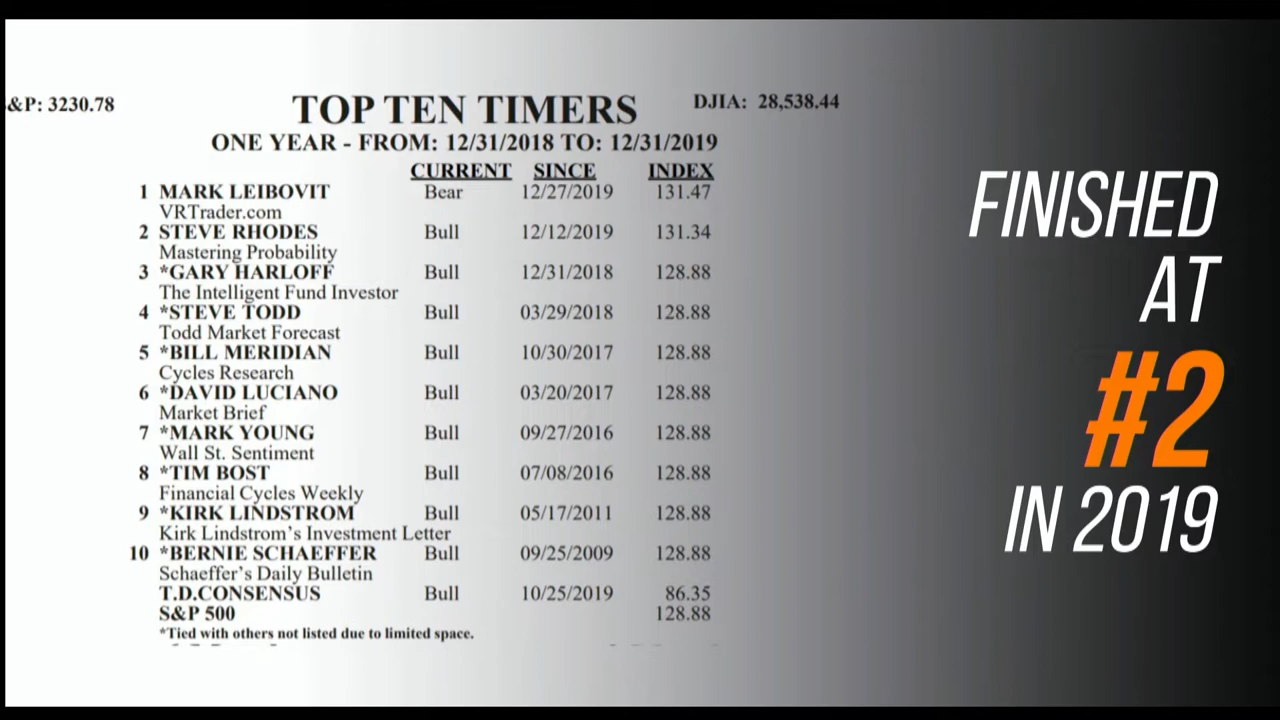 &P: 3230.78
TOP TEN TIMERS
DJIA: 28,538.44
ONE YEAR - FROM: 12/31/2018 TO: 12/31/2019
CURRENT SINCE INDEX
1 MARK LEIBOVIT Bear 12/27/2019 131.47
VRTrader.com
2 STEVE RHODES Bull 12/12/2019 131.34
Mastering Probability
3 *GARY HARLOFF Bull 12/31/2018 128.88
The Intelligent Fund Investor
4 *STEVE TODD Bull 03/29/2018 128.88
Todd Market Forecast
5 *BILL MERIDIAN Bull 10/30/2017 128.88
Cycles Research
6 *DAVID LUCIANO Bull 03/20/2017 128.88
Market Brief
7 *MARK YOUNG Bull 09/27/2016 128.88
Wall St. Sentiment
8 *TIM BOST Bull 07/08/2016 128.88
Financial Cycles Weekly
9 *KIRK LINDSTROM Bull 05/17/2011 128.88
Kirk Lindstrom's Investment Letter
10 *BERNIE SCHAEFFER Bull 09/25/2009 128.88
Schaeffer's Daily Bulletin
T.D.CONSENSUS Bull 10/25/2019 86.35
S&P 500 128.88
*Tied with others not listed due to limited space.
FINISHED
AT
#2
IN 2019